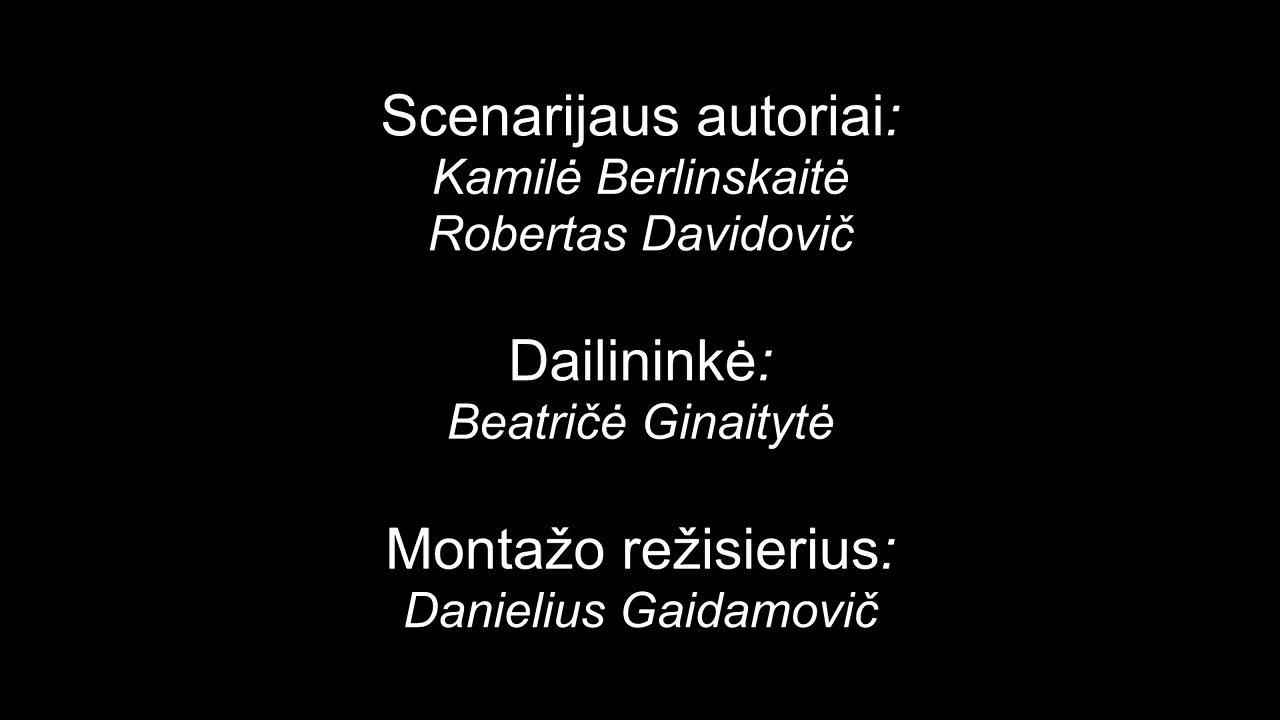 Scenarijaus autoriai:
Kamilė Berlinskaitė
Robertas Davidovič
Dailininkė:
Beatričė Ginaitytė
Montažo režisierius:
Danielius Gaidamovič